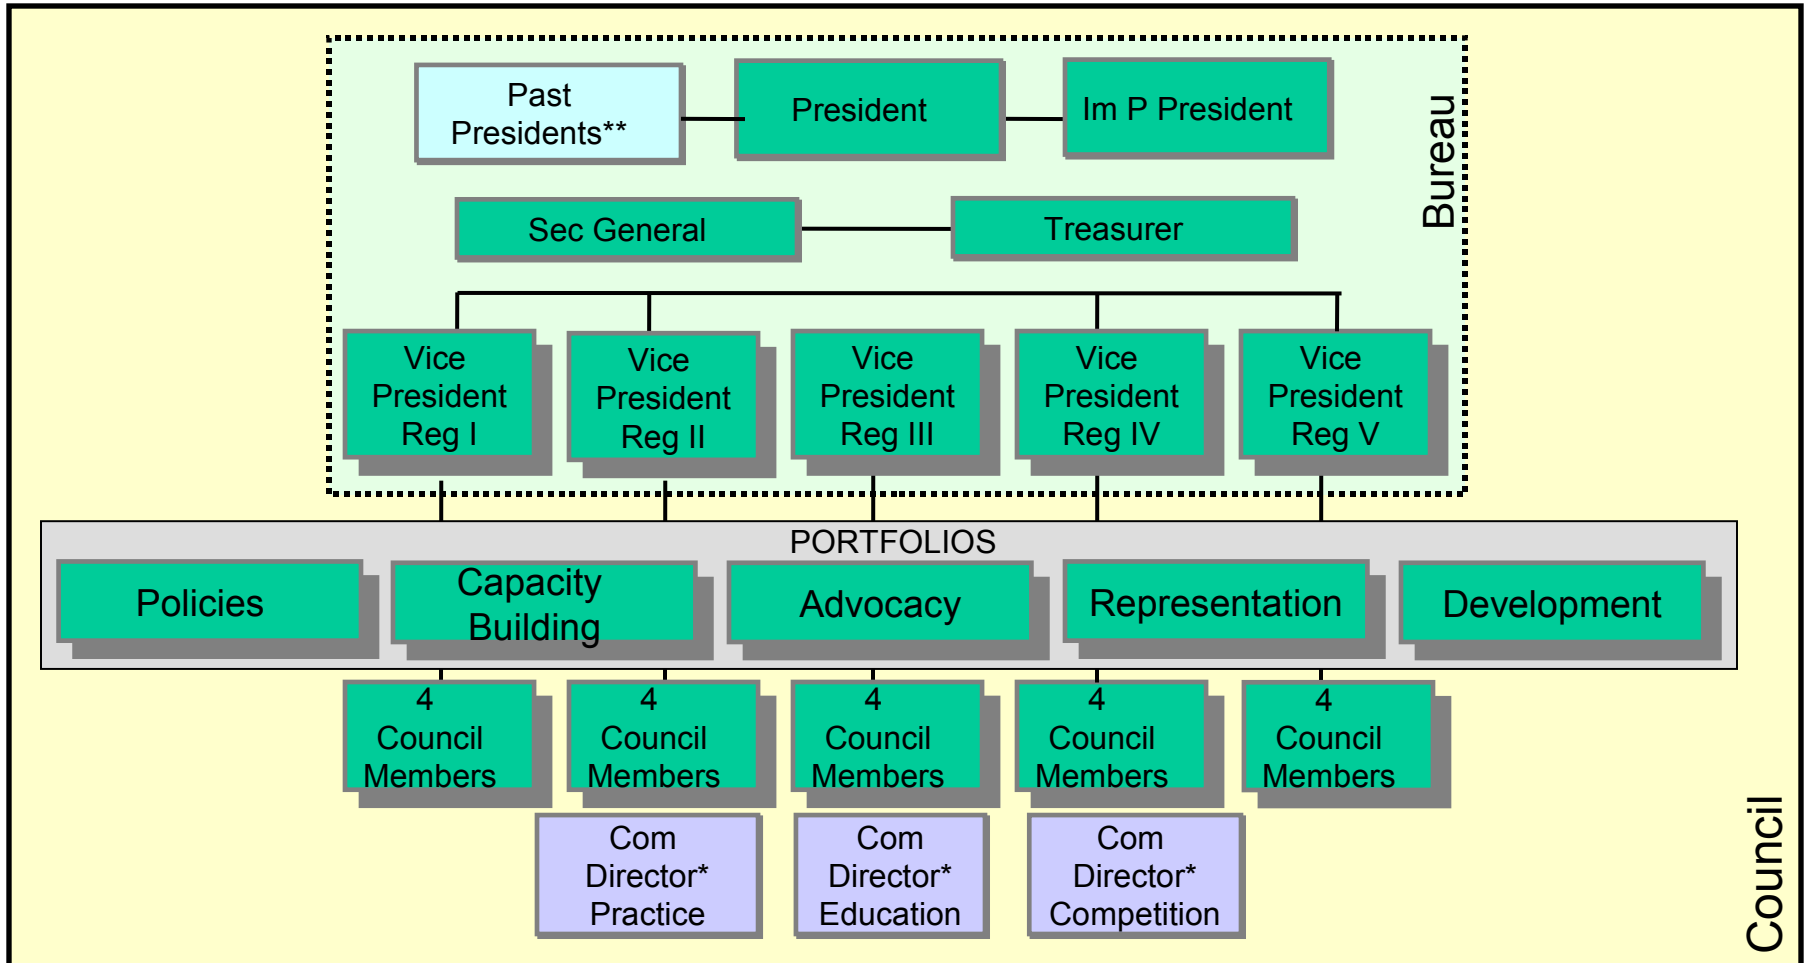 Past
Presidents**
President
Im P President
Bureau
Sec General
Treasurer
Vice
President
Reg I
Vice
President
Reg II
Vice
President
Reg III
Vice
President
Reg IV
Vice
President
Reg V
PORTFOLIOS
Policies
Capacity
Building
Advocacy
Representation
Development
4
Council
Members
4
Council
Members
4
Council
Members
4
Council
Members
4
Council
Members
Com
Director*
Practice
Com
Director*
Education
Com
Director*
Competition
Council